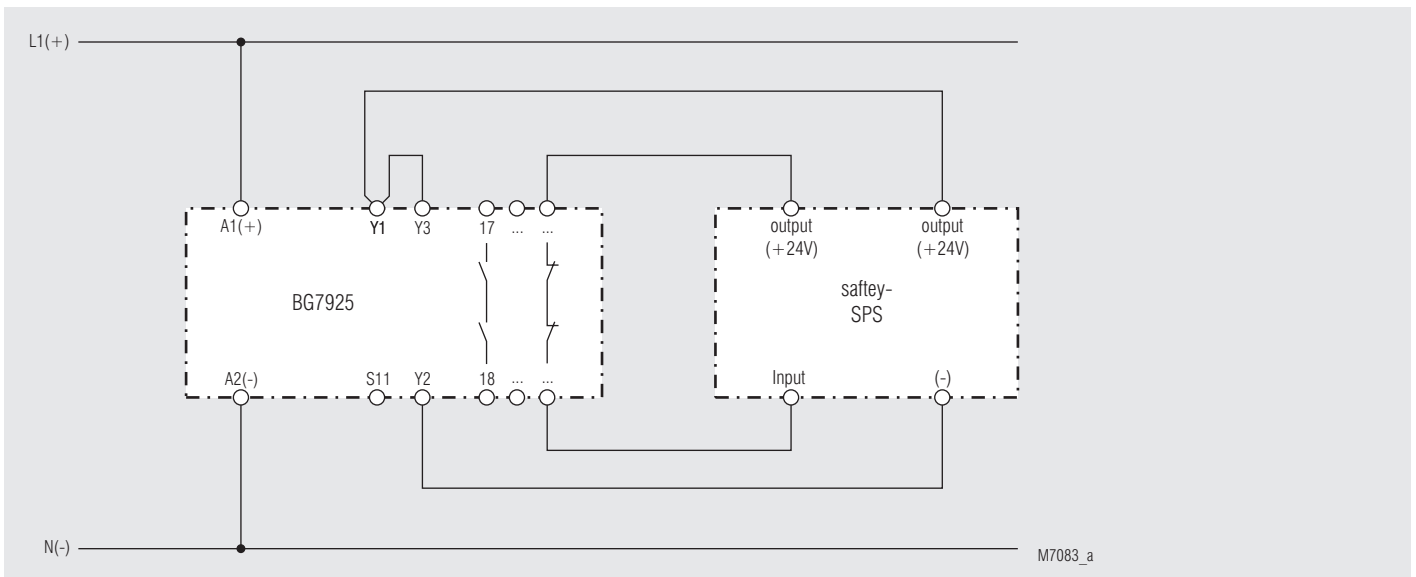 L1(+)
A1(+)
Y1
Y3
17
...
...
output
(+24V)
output
(+24V)
BG7925
saftey-
SPS
A2(-)
S11
Y2
18
...
...
Input
(-)
N(-)
M7083_a